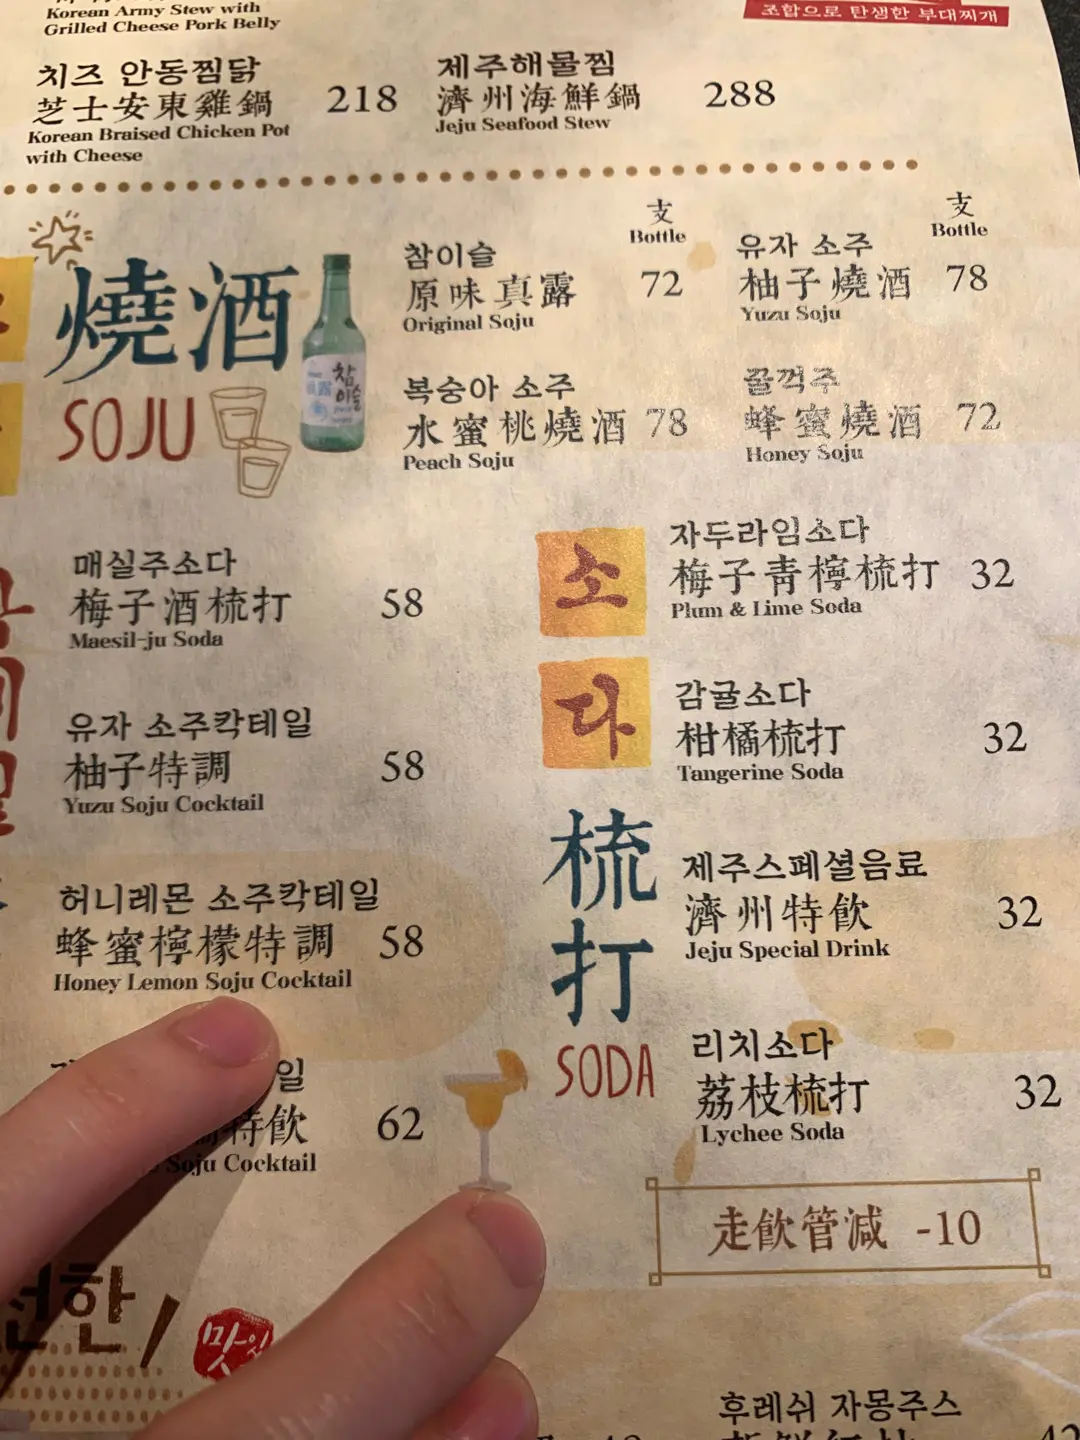 Korean Army Stew with
Grilled Cheese Pork Belly
조합으로 탄생한 부대찌개
치즈 안동찜닭
芝士安東雞鍋 218
Korean Braised Chicken Pot
with Cheese
제주해물찜
濟州海鮮鍋 288
Jeju Seafood Stew
燒酒
SOJU
참이슬
支
Bottle
참이슬
原味真露 72
Original Soju
支
Bottle
유자 소주
柚子燒酒 78
Yuzu Soju
복숭아 소주
水蜜桃燒酒 78
Peach Soju
꿀꺽주
蜂蜜燒酒 72
Honey Soju
매실주소다
梅子酒梳打 58
Maesil-ju Soda
유자 소주칵테일
柚子特調 58
Yuzu Soju Cocktail
허니레몬 소주칵테일
蜂蜜檸檬特調 58
Honey Lemon Soju Cocktail
일
特飲 62
Soju Cocktail
소다
梳打
SODA
자두라임소다
梅子青檸梳打 32
Plum & Lime Soda
감귤소다
柑橘梳打 32
Tangerine Soda
제주스페셜음료
濟州特飲 32
Jeju Special Drink
리치소다
荔枝梳打 32
Lychee Soda
走飲管減 -10
한
맛
후레쉬 자몽주스